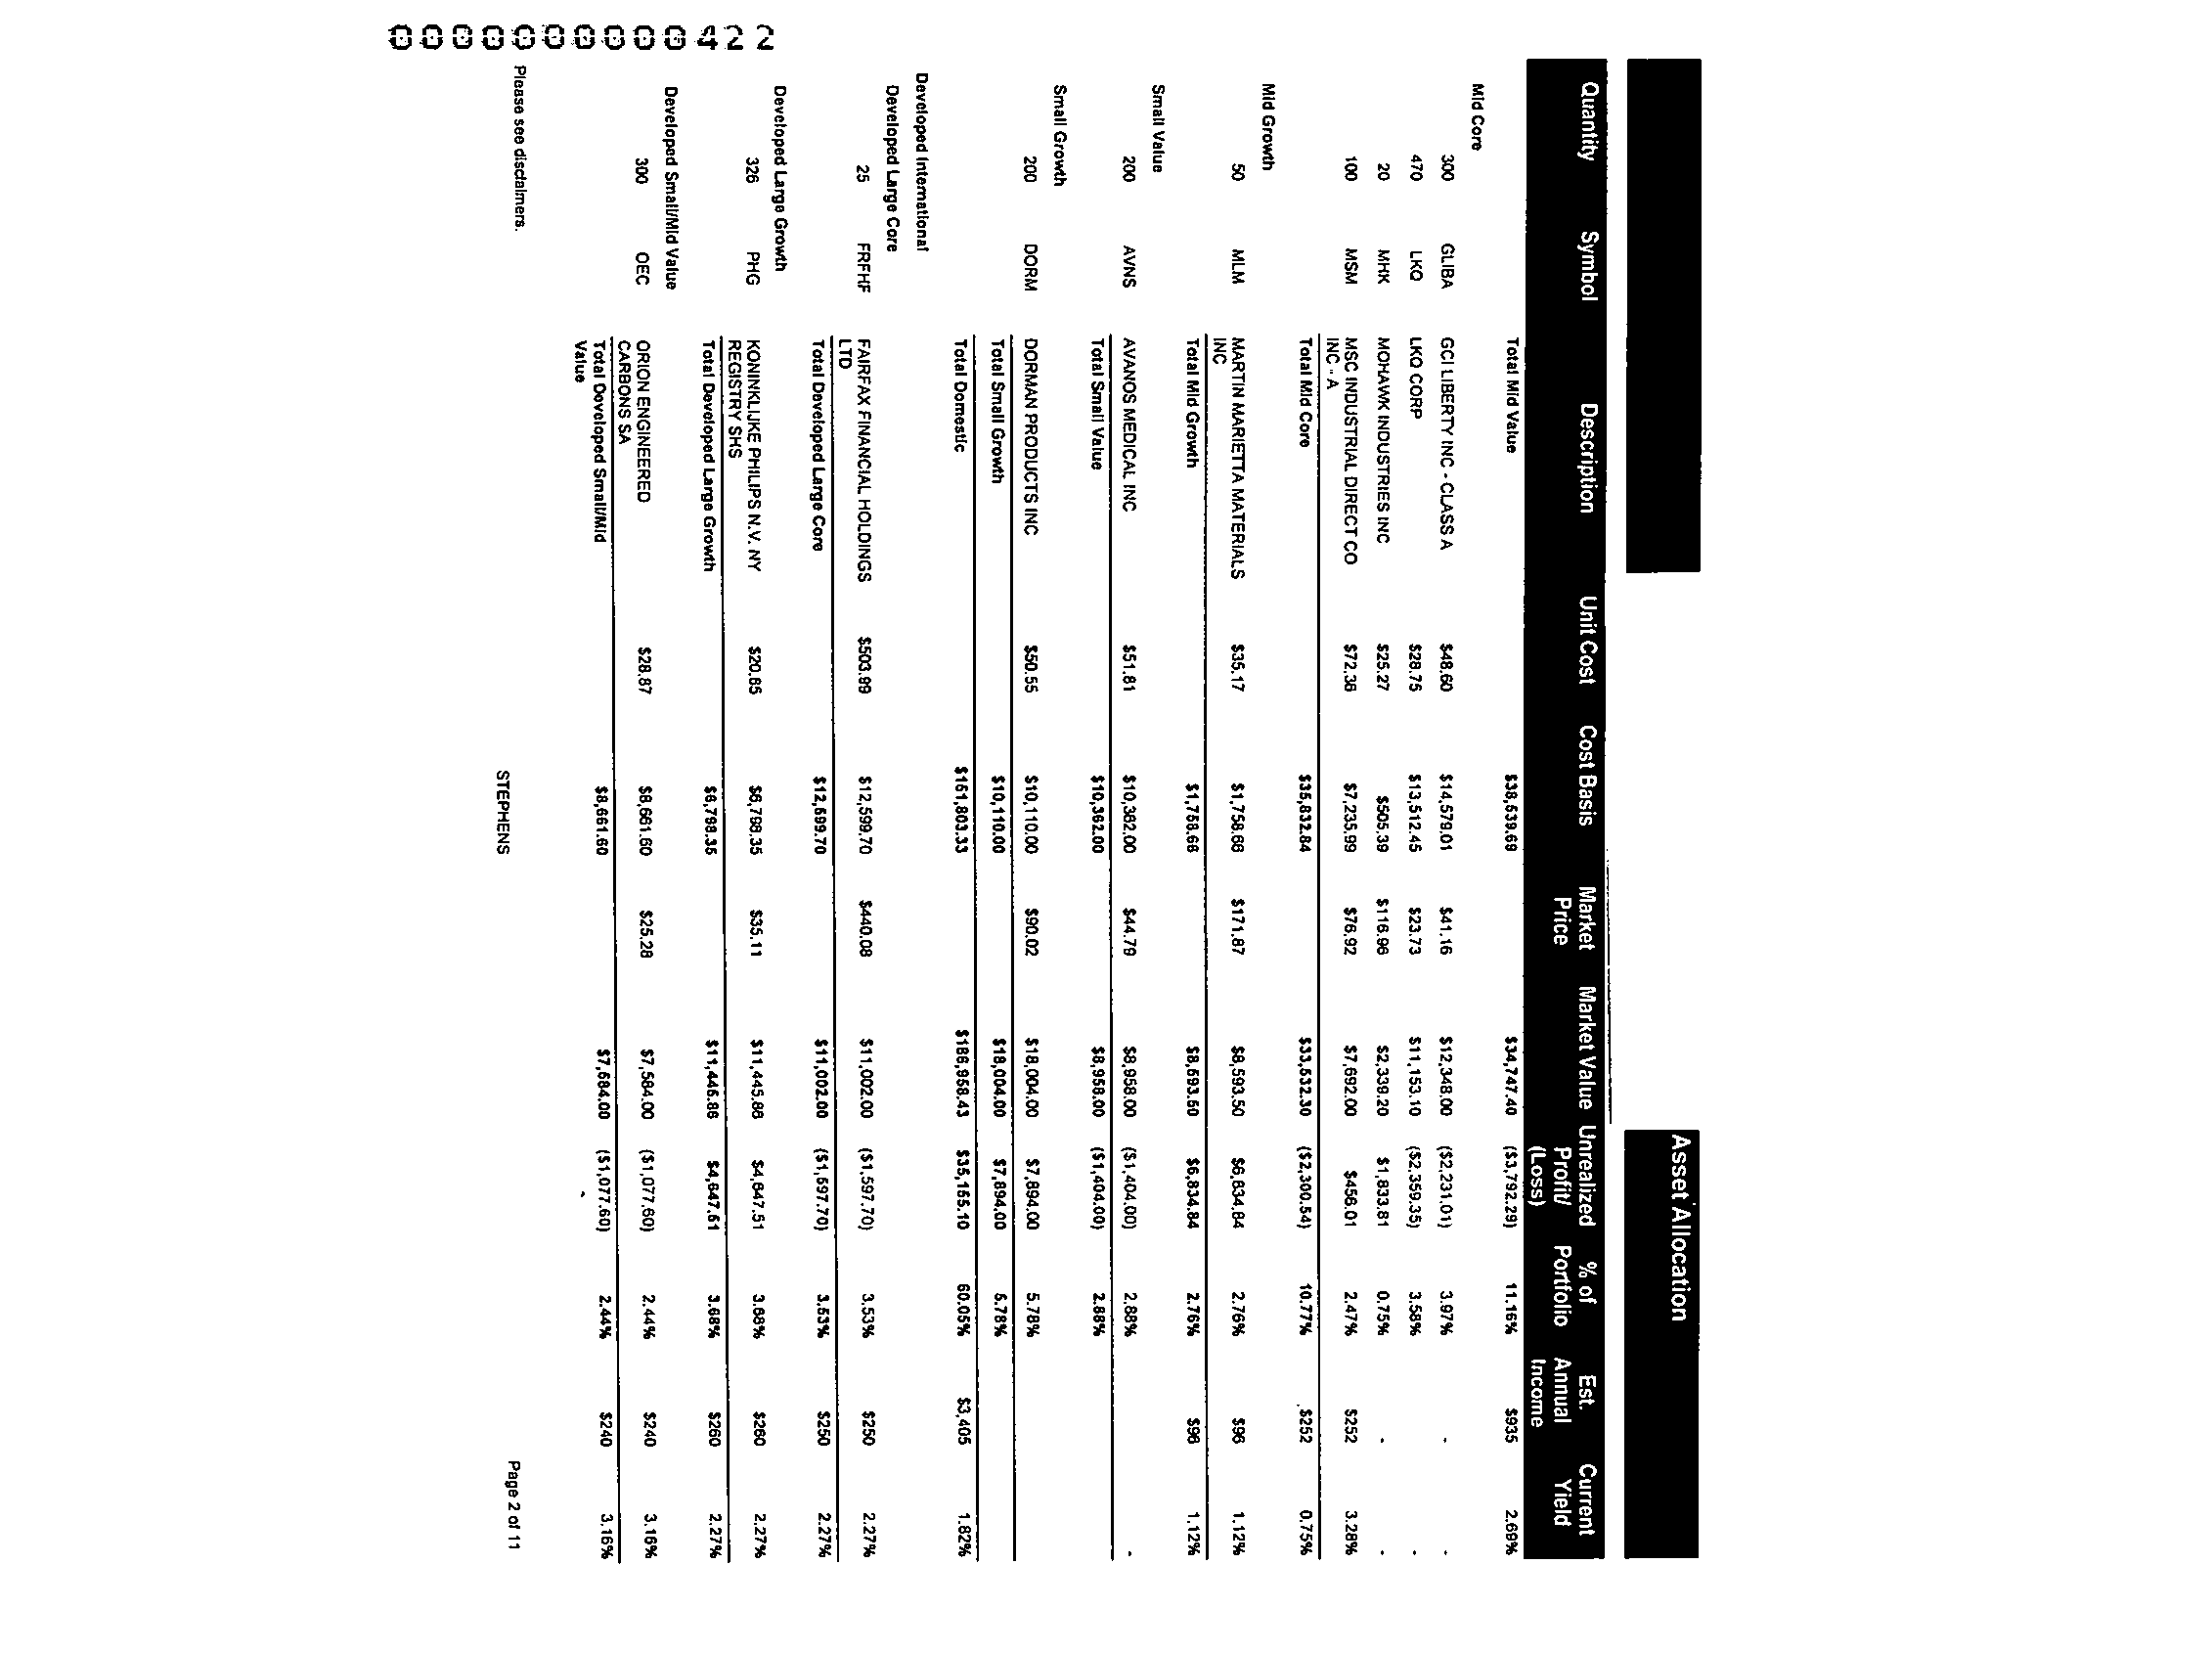 Asset Allocation
Quantity Symbol Description Unit Cost Cost Basis Market Price Market Value Unrealized Profit/ (Loss) % of Portfolio Est. Annual Income Current Yield
Total Mid Value $38,539.69 $34,747.40 ($3,792.29) 11.16% $935 2.69%
Mid Core
300 GLIBA GCI LIBERTY INC - CLASS A $48.60 $14,579.01 $41.16 $12,348.00 ($2,231.01) 3.97% - -
470 LKQ LKQ CORP $28.75 $13,512.45 $23.73 $11,153.10 ($2,359.35) 3.58% -
20 MHK MOHAWK INDUSTRIES INC $25.27 $505.39 $116.96 $2,339.20 $1,833.81 0.75% - -
100 MSM MSC INDUSTRIAL DIRECT CO $72.36 $7,235.99 $76.92 $7,692.00 $456.01 2.47% $252 3.28%
INC - A
Total Mid Core $35,832.84 $33,532.30 ($2,300.54) 10.77% $252 0.75%
Mid Growth
50 MLM MARTIN MARIETTA MATERIALS $35.17 $1,758.66 $171.87 $8,593.50 $6,834.84 2.76% $96 1.12%
INC
Total Mid Growth $1,758.66 $8,593.50 $6,834.84 2.76% $96 1.12%
Small Value
200 AVNS AVANOS MEDICAL INC $51.81 $10,362.00 $44.79 $8,958.00 ($1,404.00) 2.88% -
Total Small Value $10,362.00 $8,958.00 ($1,404.00) 2.88%
Small Growth
200 DORM DORMAN PRODUCTS INC $50.55 $10,110.00 $90.02 $18,004.00 $7,894.00 5.78%
Total Small Growth $10,110.00 $18,004.00 $7,894.00 5.78%
Total Domestic $151,803.33 $186,958.43 $35,155.10 60.05% $3,405 1.82%
Developed International
Developed Large Core
25 FRFHF FAIRFAX FINANCIAL HOLDINGS $503.99 $12,599.70 $440.08 $11,002.00 ($1,597.70) 3.53% $250 2.27%
LTD
Total Developed Large Core $12,599.70 $11,002.00 ($1,597.70) 3.53% $250 2.27%
Developed Large Growth
326 PHG KONINKLIJKE PHILIPS N.V. NY $20.85 $6,798.35 $35.11 $11,445.86 $4,647.51 3.68% $260 2.27%
REGISTRY SHS
Total Developed Large Growth $6,798.35 $11,445.86 $4,647.51 3.68% $260 2.27%
Developed Small/Mid Value
300 OEC ORION ENGINEERED $28.87 $8,661.60 $25.28 $7,584.00 ($1,077.60) 2.44% $240 3.16%
CARBONS SA
Total Developed Small/Mid $8,661.60 $7,584.00 ($1,077.60) 2.44% $240 3.16%
Value
Please see disclaimers. STEPHENS Page 2 of 11
0000000000422